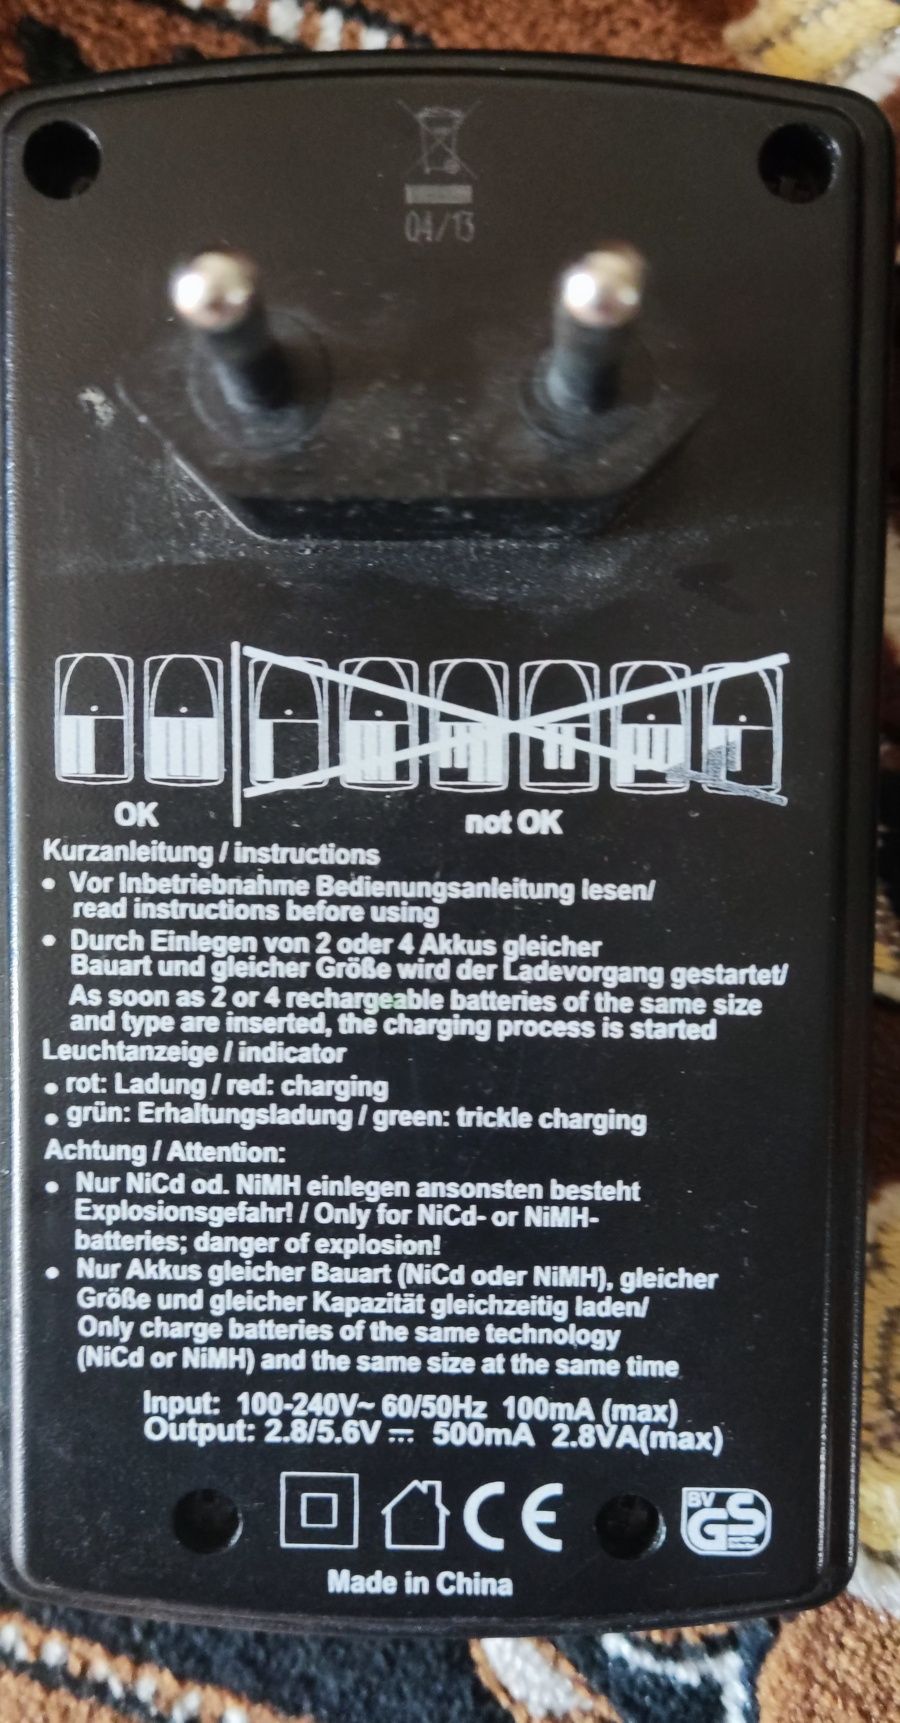 04/13
OK
not OK
Kurzanleitung / instructions
• Vor Inbetriebnahme Bedienungsanleitung lesen/
read instructions before using
• Durch Einlegen von 2 oder 4 Akkus gleicher
Bauart und gleicher Größe wird der Ladevorgang gestartet/
As soon as 2 or 4 rechargeable batteries of the same size
and type are inserted, the charging process is started
Leuchtanzeige / indicator
• rot: Ladung / red: charging
• grün: Erhaltungsladung / green: trickle charging
Achtung / Attention:
• Nur NiCd od. NiMH einlegen ansonsten besteht
Explosionsgefahr! / Only for NiCd- or NiMH-
batteries; danger of explosion!
• Nur Akkus gleicher Bauart (NiCd oder NiMH), gleicher
Größe und gleicher Kapazität gleichzeitig laden/
Only charge batteries of the same technology
(NiCd or NiMH) and the same size at the same time
Input: 100-240V~ 60/50Hz 100mA (max)
Output: 2.8/5.6V ⎓ 500mA 2.8VA(max)
CE
BV
GS
Made in China